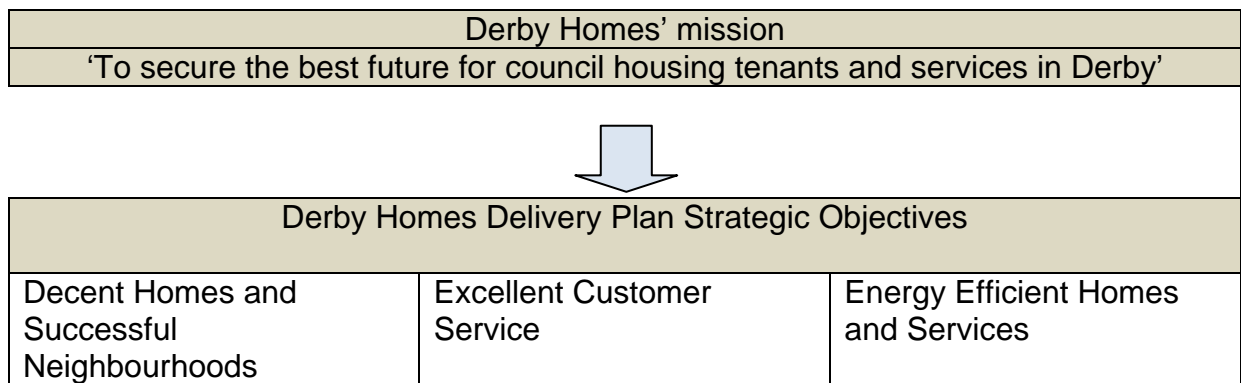 Derby Homes’ mission
‘To secure the best future for council housing tenants and services in Derby’
Derby Homes Delivery Plan Strategic Objectives
Decent Homes and
Successful
Neighbourhoods
Excellent Customer
Service
Energy Efficient Homes
and Services